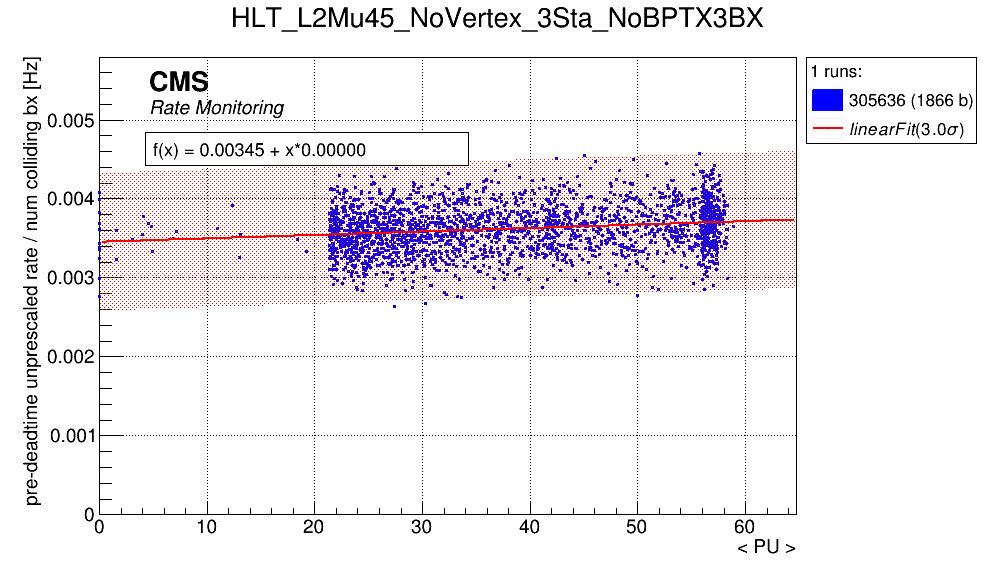 HLT_L2Mu45_NoVertex_3Sta_NoBPTX3BX
pre-deadtime unprescaled rate / num colliding bx [Hz]
CMS
Rate Monitoring
f(x) = 0.00345 + x*0.00000
0.005
0.004
0.003
0.002
0.001
0
0 10 20 30 40 50 60
< PU >
1 runs:
305636 (1866 b)
linearFit(3.0σ)